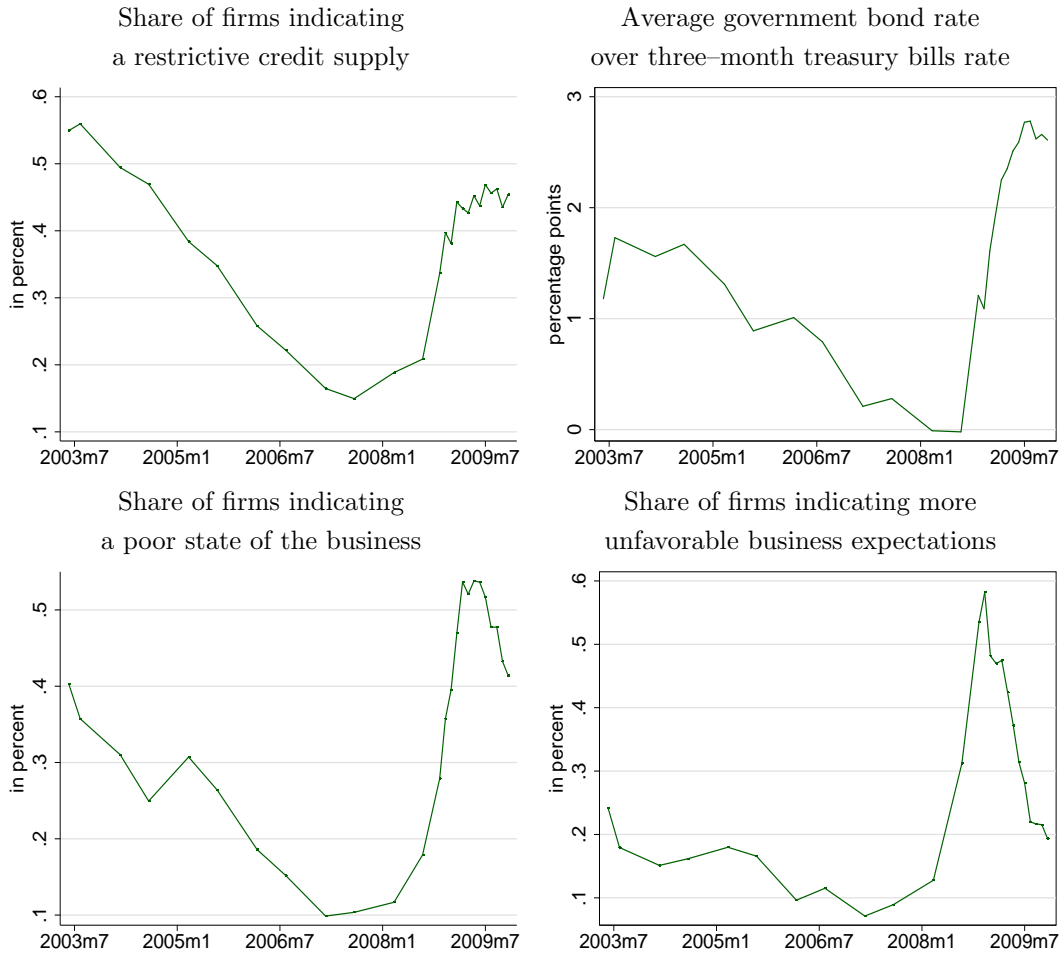 Share of firms indicating
a restrictive credit supply
in percent
.6
.5
.4
.3
.2
.1
2003m7 2005m1 2006m7 2008m1 2009m7
Average government bond rate
over three–month treasury bills rate
percentage points
3
2
1
0
2003m7 2005m1 2006m7 2008m1 2009m7
Share of firms indicating
a poor state of the business
in percent
.5
.4
.3
.2
.1
2003m7 2005m1 2006m7 2008m1 2009m7
Share of firms indicating more
unfavorable business expectations
in percent
.6
.5
.4
.3
.2
.1
2003m7 2005m1 2006m7 2008m1 2009m7